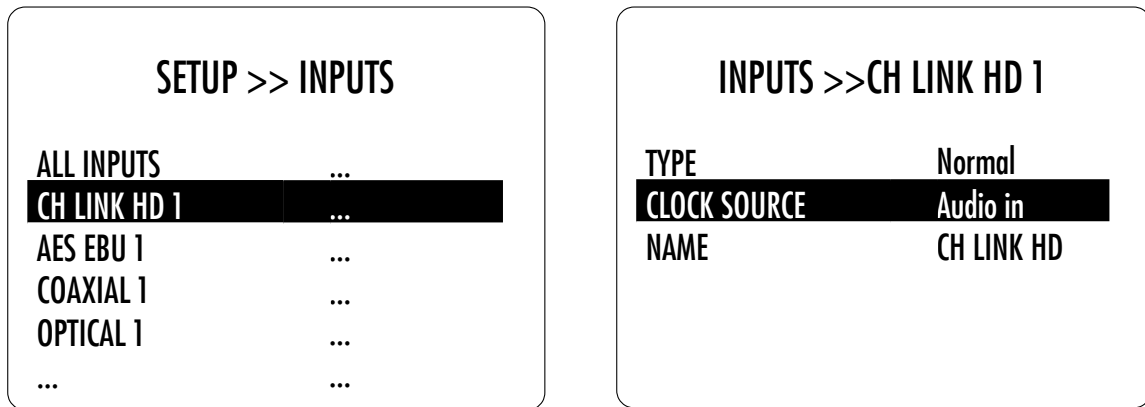 SETUP >> INPUTS
ALL INPUTS ...
CH LINK HD 1 ...
AES EBU 1 ...
COAXIAL 1 ...
OPTICAL 1 ...
... ...
INPUTS >>CH LINK HD 1
TYPE Normal
CLOCK SOURCE Audio in
NAME CH LINK HD